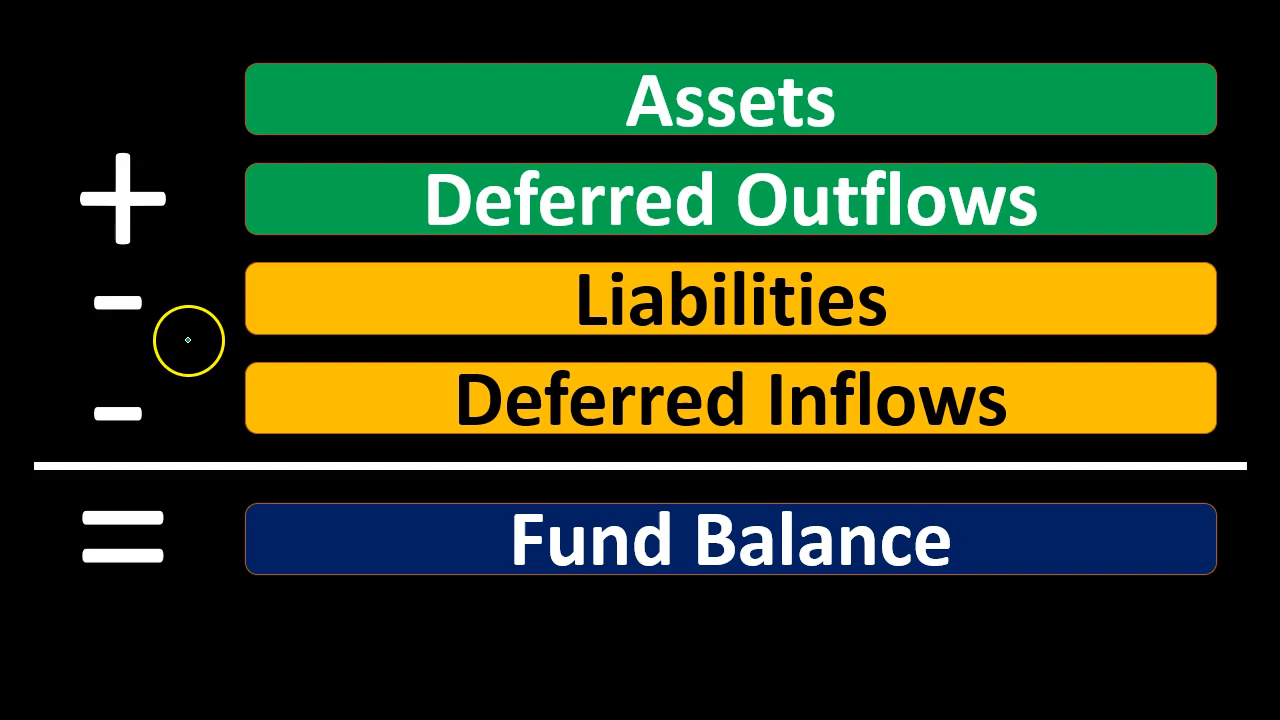 Assets
+ Deferred Outflows
- Liabilities
- Deferred Inflows
= Fund Balance